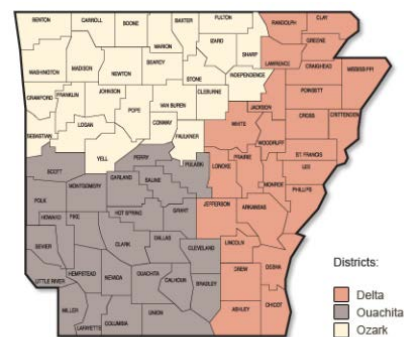 BENTON
CARROLL
BOONE
BAXTER
FULTON
RANDOLPH
CLAY
MARION
IZARD
SHARP
GREENE
LAWRENCE
WASHINGTON
MADISON
NEWTON
SEARCY
STONE
INDEPENDENCE
CRAIGHEAD
MISSISSIPPI
CRAWFORD
FRANKLIN
JOHNSON
POPE
VAN BUREN
CLEBURNE
JACKSON
POINSETT
SEBASTIAN
LOGAN
CONWAY
FAULKNER
WHITE
WOODRUFF
CROSS
CRITTENDEN
YELL
PERRY
PULASKI
LONOKE
PRAIRIE
ST FRANCIS
LEE
SCOTT
GARLAND
SALINE
MONROE
PHILLIPS
POLK
MONTGOMERY
HOT SPRING
GRANT
JEFFERSON
ARKANSAS
HOWARD
PIKE
CLARK
DALLAS
CLEVELAND
LINCOLN
SEVIER
HEMPSTEAD
NEVADA
OUACHITA
CALHOUN
BRADLEY
DREW
DESHA
LITTLE RIVER
MILLER
LAFAYETTE
COLUMBIA
UNION
ASHLEY
CHICOT
Districts:
Delta
Ouachita
Ozark